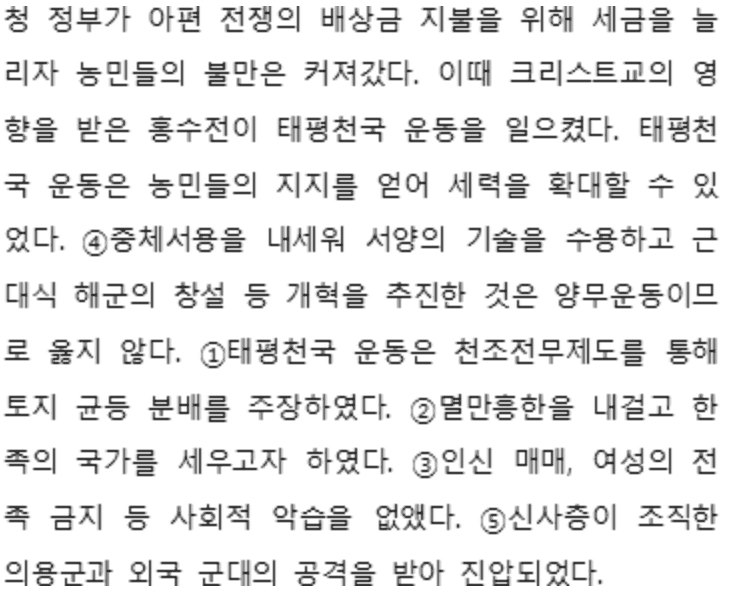 청 정부가 아편 전쟁의 배상금 지불을 위해 세금을 늘
리자 농민들의 불만은 커져갔다. 이때 크리스트교의 영
향을 받은 홍수전이 태평천국 운동을 일으켰다. 태평천
국 운동은 농민들의 지지를 얻어 세력을 확대할 수 있
었다. ④중체서용을 내세워 서양의 기술을 수용하고 근
대식 해군의 창설 등 개혁을 추진한 것은 양무운동이므
로 옳지 않다. ①태평천국 운동은 천조전무제도를 통해
토지 균등 분배를 주장하였다. ②멸만흥한을 내걸고 한
족의 국가를 세우고자 하였다. ③인신 매매, 여성의 전
족 금지 등 사회적 악습을 없앴다. ⑤신사층이 조직한
의용군과 외국 군대의 공격을 받아 진압되었다.